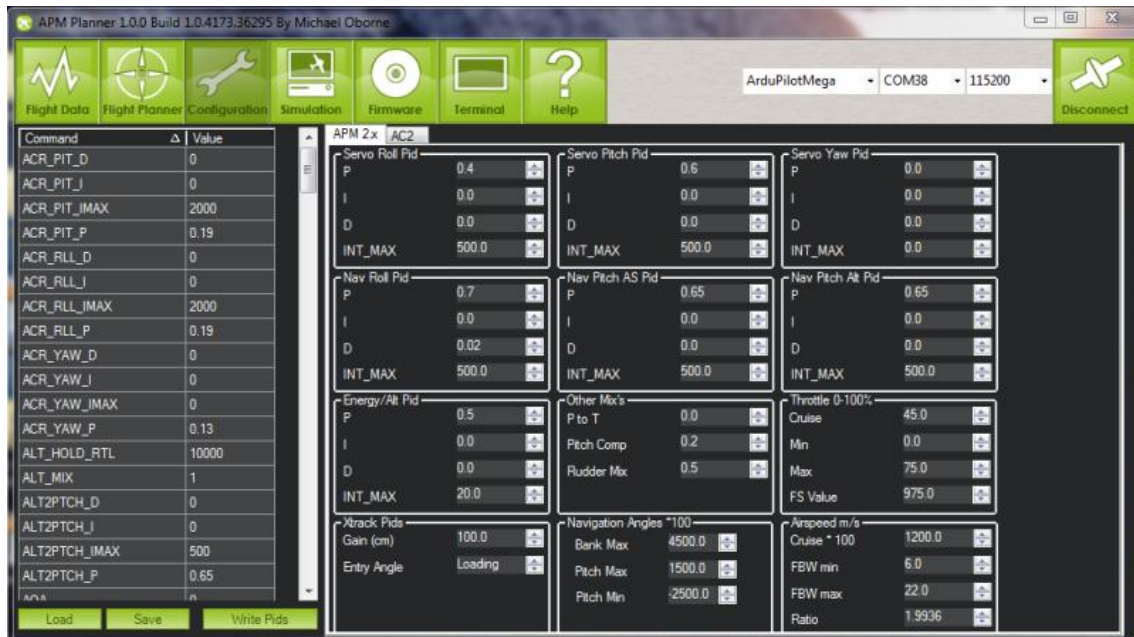 APM Planner 1.0.0 Build 1.0.4173.36295 By Michael Oborne
Flight Data Flight Planner Configuration Simulation Firmware Terminal Help ArduPilotMega COM38 115200 Disconnect
Command Value
ACR_PIT_D 0
ACR_PIT_I 0
ACR_PIT_IMAX 2000
ACR_PIT_P 0.19
ACR_RLL_D 0
ACR_RLL_I 0
ACR_RLL_IMAX 2000
ACR_RLL_P 0.19
ACR_YAW_D 0
ACR_YAW_I 0
ACR_YAW_IMAX 0
ACR_YAW_P 0.13
ALT_HOLD_RTL 10000
ALT_MIX 1
ALT2PTCH_D 0
ALT2PTCH_I 0
ALT2PTCH_IMAX 500
ALT2PTCH_P 0.65
AOA 0
Load Save Write Pids
APM 2.x AC2
Servo Roll Pid
P 0.4
I 0.0
D 0.0
INT_MAX 500.0
Servo Pitch Pid
P 0.6
I 0.0
D 0.0
INT_MAX 500.0
Servo Yaw Pid
P 0.0
I 0.0
D 0.0
INT_MAX 0.0
Nav Roll Pid
P 0.7
I 0.0
D 0.02
INT_MAX 500.0
Nav Pitch AS Pid
P 0.65
I 0.0
D 0.0
INT_MAX 500.0
Nav Pitch Alt Pid
P 0.65
I 0.0
D 0.0
INT_MAX 500.0
Energy/Alt Pid
P 0.5
I 0.0
D 0.0
INT_MAX 20.0
Other Mix's
P to T 0.0
Pitch Comp 0.2
Rudder Mix 0.5
Throttle 0-100%
Cruise 45.0
Min 0.0
Max 75.0
FS Value 975.0
Xtrack Pids
Gain (cm) 100.0
Entry Angle Loading
Navigation Angles *100
Bank Max 4500.0
Pitch Max 1500.0
Pitch Min -2500.0
Airspeed m/s
Cruise * 100 1200.0
FBW min 6.0
FBW max 22.0
Ratio 1.9936